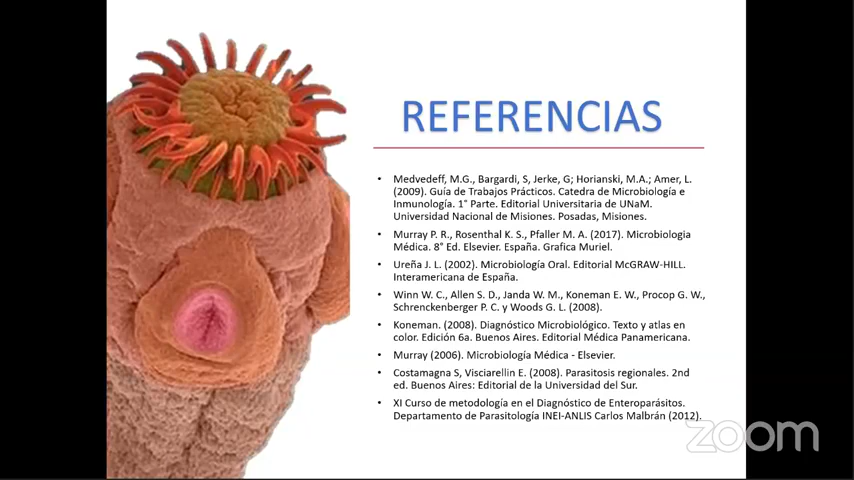 REFERENCIAS
• Medvedeff, M.G., Bargardi, S, Jerke, G; Horianski, M.A.; Amer, L.
(2009). Guía de Trabajos Prácticos. Catedra de Microbiología e
Inmunología. 1° Parte. Editorial Universitaria de UNaM.
Universidad Nacional de Misiones. Posadas, Misiones.
• Murray P. R., Rosenthal K. S., Pfaller M. A. (2017). Microbiologia
Médica. 8° Ed. Elsevier. España. Grafica Muriel.
• Ureña J. L. (2002). Microbiología Oral. Editorial McGRAW-HILL.
Interamericana de España.
• Winn W. C., Allen S. D., Janda W. M., Koneman E. W., Procop G. W.,
Schrenckenberger P. C. y Woods G. L. (2008).
• Koneman. (2008). Diagnóstico Microbiológico. Texto y atlas en
color. Edición 6a. Buenos Aires. Editorial Médica Panamericana.
• Murray (2006). Microbiología Médica - Elsevier.
• Costamagna S, Visciarellin E. (2008). Parasitosis regionales. 2nd
ed. Buenos Aires: Editorial de la Universidad del Sur.
• XI Curso de metodología en el Diagnóstico de Enteroparásitos.
Departamento de Parasitología INEI-ANLIS Carlos Malbrán (2012).
zoom